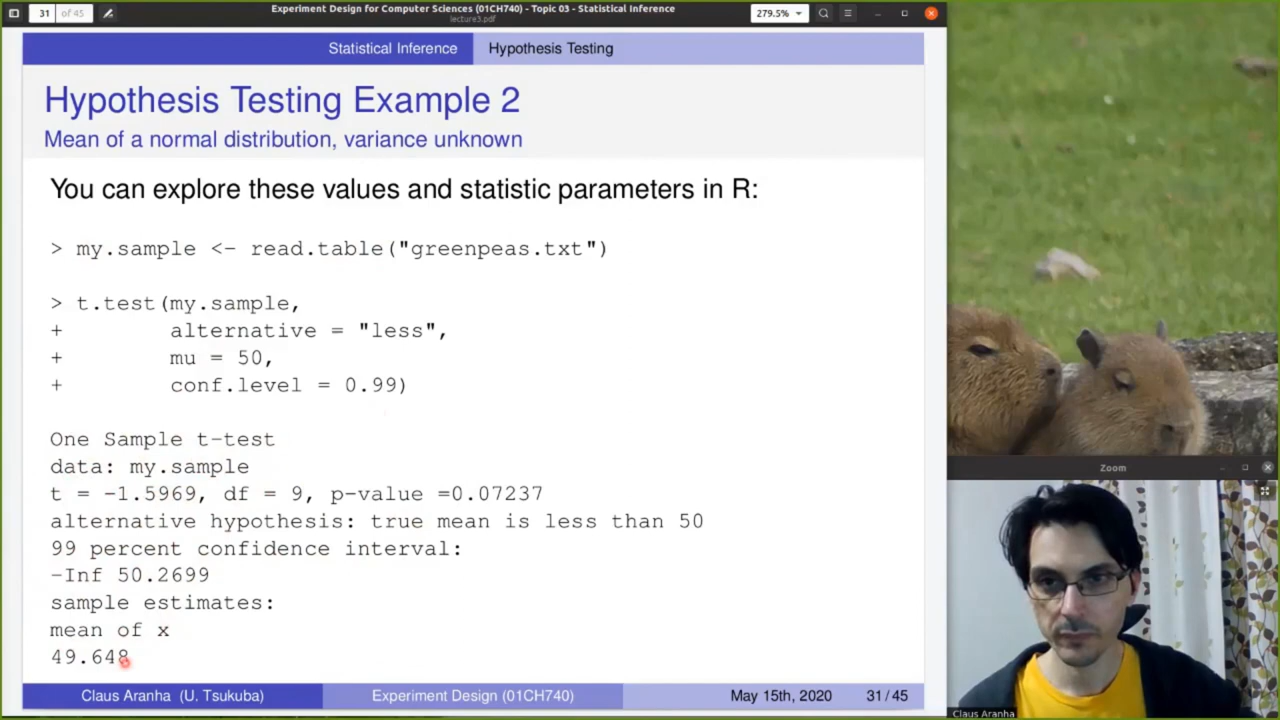 31 of 45
Experiment Design for Computer Sciences (01CH740) - Topic 03 - Statistical Inference
lecture3.pdf
279.5%
Statistical Inference
Hypothesis Testing
Hypothesis Testing Example 2
Mean of a normal distribution, variance unknown
You can explore these values and statistic parameters in R:
> my.sample <- read.table("greenpeas.txt")
> t.test(my.sample,
+ alternative = "less",
+ mu = 50,
+ conf.level = 0.99)
One Sample t-test
data: my.sample
t = -1.5969, df = 9, p-value =0.07237
alternative hypothesis: true mean is less than 50
99 percent confidence interval:
-Inf 50.2699
sample estimates:
mean of x
49.648
Claus Aranha (U. Tsukuba)
Experiment Design (01CH740)
May 15th, 2020
31 / 45
Zoom
Claus Aranha